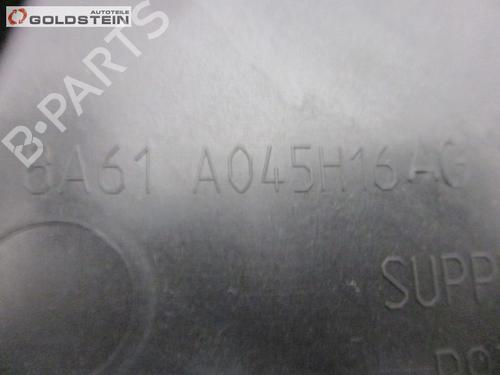 AUTOTEILE
GOLDSTEIN
B-PARTS
8A61 A045H16AG
SUPP